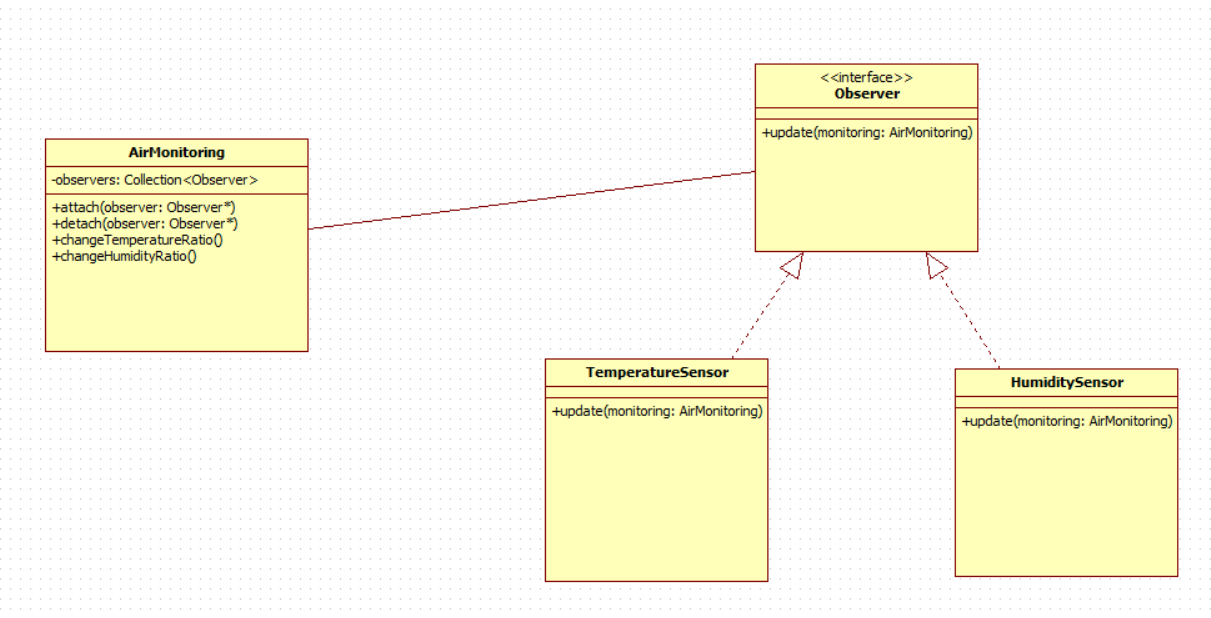 <<interface>>
Observer
+update(monitoring: AirMonitoring)
AirMonitoring
-observers: Collection<Observer>
+attach(observer: Observer*)
+detach(observer: Observer*)
+changeTemperatureRatio()
+changeHumidityRatio()
TemperatureSensor
+update(monitoring: AirMonitoring)
HumiditySensor
+update(monitoring: AirMonitoring)